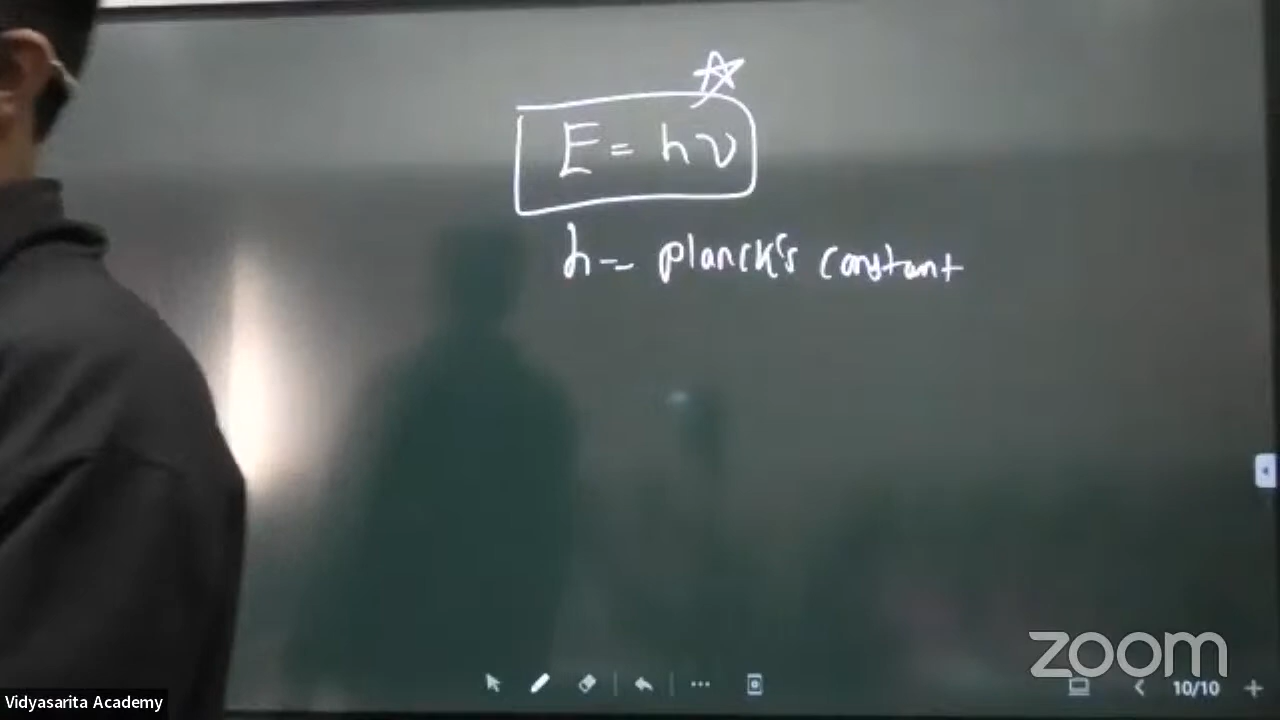 E = hν
h = planck's constant
zoom
10/10
Vidyasarita Academy